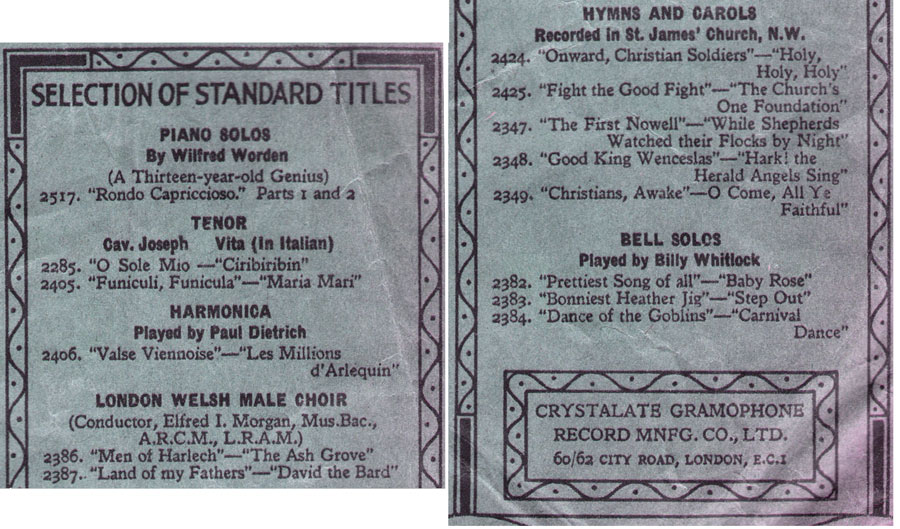 SELECTION OF STANDARD TITLES
PIANO SOLOS
By Wilfred Worden
(A Thirteen-year-old Genius)
2517. "Rondo Capriccioso." Parts 1 and 2
TENOR
Cav. Joseph Vita (In Italian)
2285. "O Sole Mio —"Ciribiribin"
2405. "Funiculi, Funicula"—"Maria Mari"
HARMONICA
Played by Paul Dietrich
2406. "Valse Viennoise"—"Les Millions
d'Arlequin"
LONDON WELSH MALE CHOIR
(Conductor, Elfred I. Morgan, Mus.Bac.,
A.R.C.M., L.R.A.M.)
2386. "Men of Harlech"—"The Ash Grove"
2387. "Land of my Fathers"—"David the Bard"
HYMNS AND CAROLS
Recorded in St. James' Church, N.W.
2424. "Onward, Christian Soldiers"—"Holy,
Holy, Holy"
2425. "Fight the Good Fight"—"The Church's
One Foundation"
2347. "The First Nowell"—"While Shepherds
Watched their Flocks by Night"
2348. "Good King Wenceslas"—"Hark! the
Herald Angels Sing"
2349. "Christians, Awake"—O Come, All Ye
Faithful"
BELL SOLOS
Played by Billy Whitlock
2382. "Prettiest Song of all"—"Baby Rose"
2383. "Bonniest Heather Jig"—"Step Out"
2384. "Dance of the Goblins"—"Carnival
Dance"
CRYSTALATE GRAMOPHONE
RECORD MNFG. CO., LTD.
60/62 CITY ROAD, LONDON, E.C.1